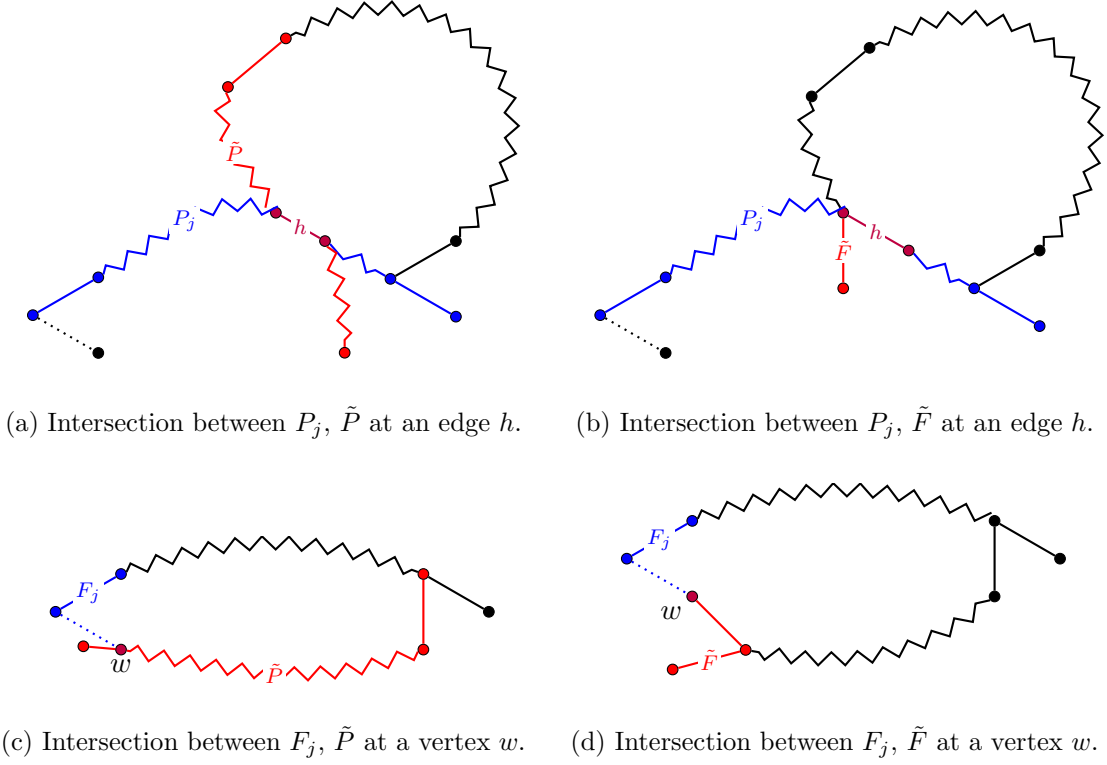 P̃
P_j
h
P_j
F̃
h
(a) Intersection between P_j, P̃ at an edge h.
(b) Intersection between P_j, F̃ at an edge h.
F_j
w
P̃
F_j
w
F̃
(c) Intersection between F_j, P̃ at a vertex w.
(d) Intersection between F_j, F̃ at a vertex w.